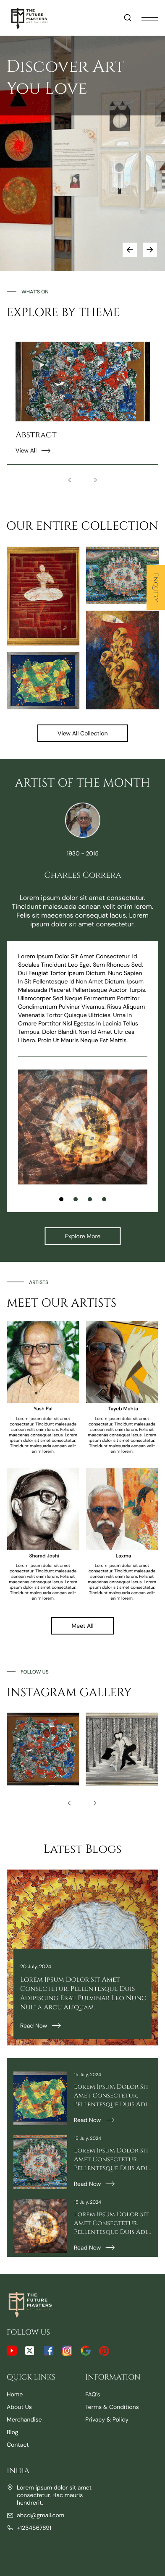 THE
FUTURE
MASTERS
Discover Art
You Love
WHAT'S ON
EXPLORE BY THEME
Abstract
View All
OUR ENTIRE COLLECTION
ENQUIRY
View All Collection
ARTIST OF THE MONTH
1930 - 2015
Charles Correra
Lorem ipsum dolor sit amet consectetur.
Tincidunt malesuada aenean velit enim lorem.
Felis sit maecenas consequat lacus. Lorem
ipsum dolor sit amet consectetur.
Lorem Ipsum Dolor Sit Amet Consectetur. Id
Sodales Tincidunt Leo Eget Sem Rhoncus Sed.
Dui Feugiat Tortor Ipsum Dictum. Nunc Sapien
In Sit Pellentesque Id Non Amet Dictum. Ipsum
Malesuada Placerat Pellentesque Auctor Turpis.
Ullamcorper Sed Neque Fermentum Porttitor
Condimentum Pulvinar Vivamus. Risus Aliquam
Venenatis Tortor Quisque Ultricies. Urna In
Ornare Porttitor Nisl Egestas In Lacinia Tellus
Tempus. Dolor Blandit Non Id Amet Ultrices
Libero. Proin Ut Mauris Neque Est Mattis.
Explore More
ARTISTS
MEET OUR ARTISTS
Yash Pal
Lorem ipsum dolor sit amet
consectetur. Tincidunt malesuada
aenean velit enim lorem. Felis sit
maecenas consequat lacus. Lorem
ipsum dolor sit amet consectetur.
Tincidunt malesuada aenean velit
enim lorem.
Tayeb Mehta
Lorem ipsum dolor sit amet
consectetur. Tincidunt malesuada
aenean velit enim lorem. Felis sit
maecenas consequat lacus. Lorem
ipsum dolor sit amet consectetur.
Tincidunt malesuada aenean velit
enim lorem.
Sharad Joshi
Lorem ipsum dolor sit amet
consectetur. Tincidunt malesuada
aenean velit enim lorem. Felis sit
maecenas consequat lacus. Lorem
ipsum dolor sit amet consectetur.
Tincidunt malesuada aenean velit
enim lorem.
Laxma
Lorem ipsum dolor sit amet
consectetur. Tincidunt malesuada
aenean velit enim lorem. Felis sit
maecenas consequat lacus. Lorem
ipsum dolor sit amet consectetur.
Tincidunt malesuada aenean velit
enim lorem.
Meet All
FOLLOW US
INSTAGRAM GALLERY
Latest Blogs
20 July, 2024
Lorem Ipsum Dolor Sit Amet
Consectetur. Pellentesque Duis
Adipiscing Erat Pulvinar Leo Nunc
Nulla Arcu Aliquam.
Read Now
15 July, 2024
Lorem Ipsum Dolor Sit
Amet Consectetur.
Pellentesque Duis Adi...
Read Now
15 July, 2024
Lorem Ipsum Dolor Sit
Amet Consectetur.
Pellentesque Duis Adi...
Read Now
15 July, 2024
Lorem Ipsum Dolor Sit
Amet Consectetur.
Pellentesque Duis Adi...
Read Now
THE
FUTURE
MASTERS
FOLLOW US
QUICK LINKS
Home
About Us
Merchandise
Blog
Contact
INFORMATION
FAQ's
Terms & Conditions
Privacy & Policy
INDIA
Lorem ipsum dolor sit amet
consectetur. Hac mauris
hendrerit.
abcd@gmail.com
+1234567891